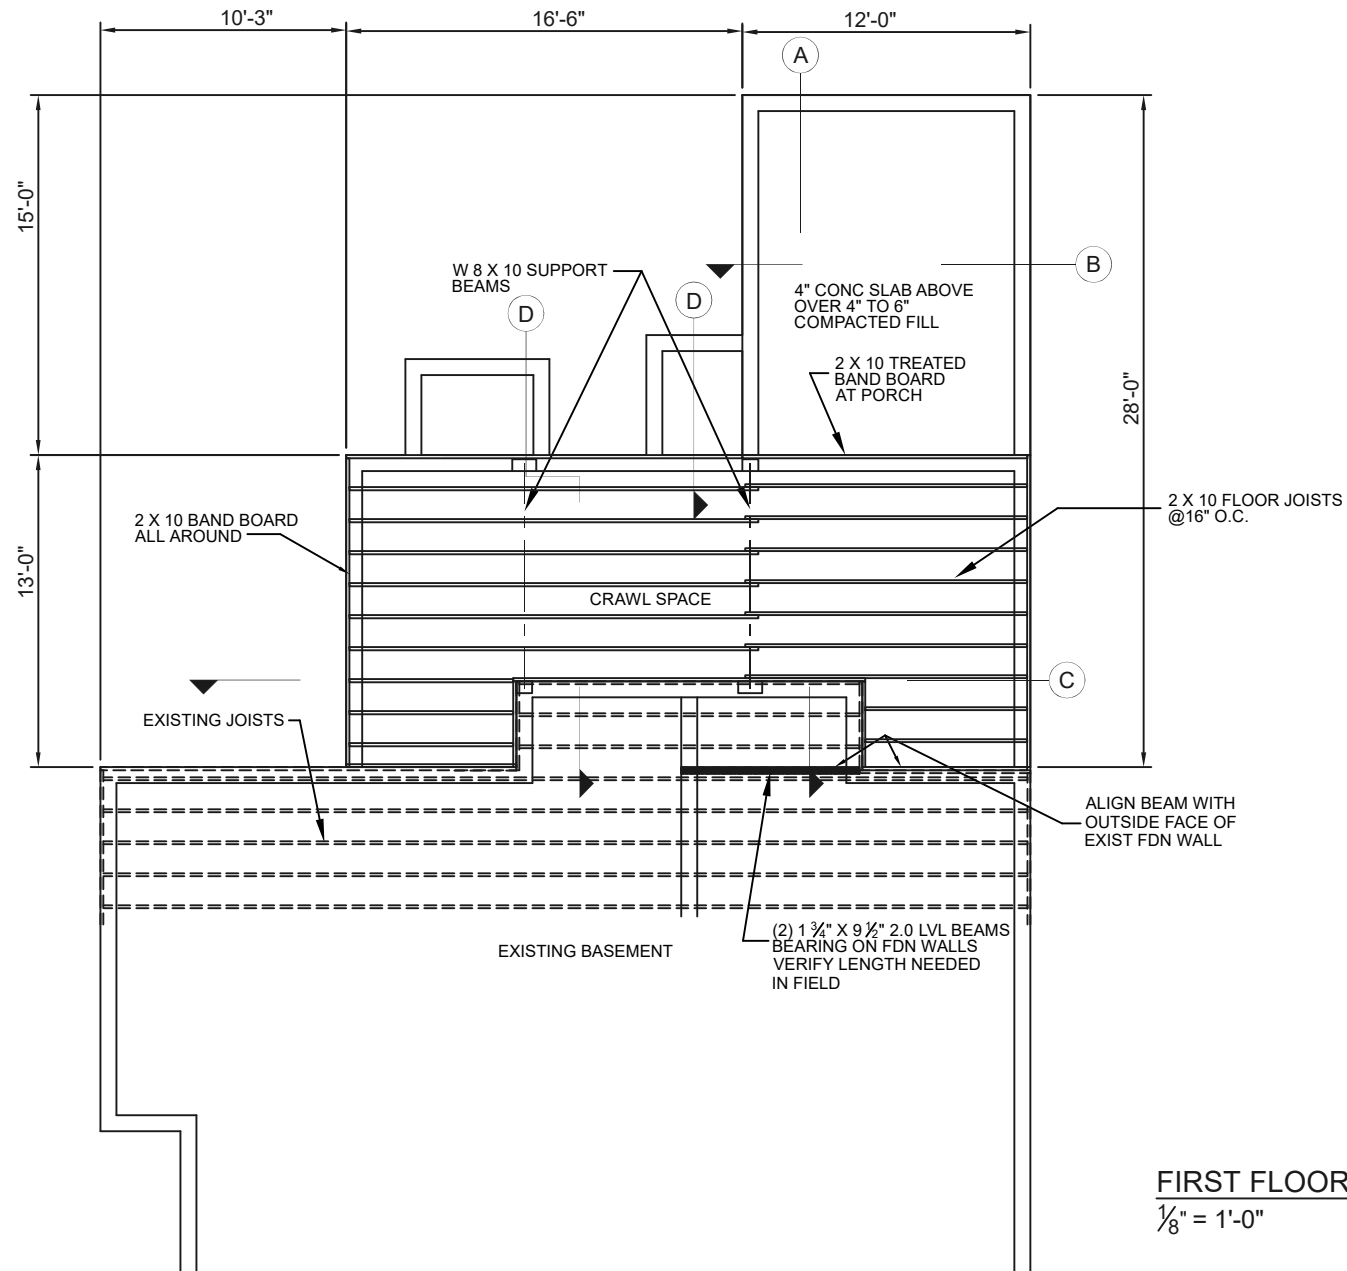 10'-3"
16'-6"
12'-0"
A
15'-0"
28'-0"
B
W 8 X 10 SUPPORT
BEAMS
D
D
4" CONC SLAB ABOVE
OVER 4" TO 6"
COMPACTED FILL
2 X 10 TREATED
BAND BOARD
AT PORCH
2 X 10 FLOOR JOISTS
@16" O.C.
2 X 10 BAND BOARD
ALL AROUND
13'-0"
CRAWL SPACE
C
EXISTING JOISTS
ALIGN BEAM WITH
OUTSIDE FACE OF
EXIST FDN WALL
EXISTING BASEMENT
(2) 1 ¾" X 9 ½" 2.0 LVL BEAMS
BEARING ON FDN WALLS
VERIFY LENGTH NEEDED
IN FIELD
FIRST FLOOR
⅛" = 1'-0"